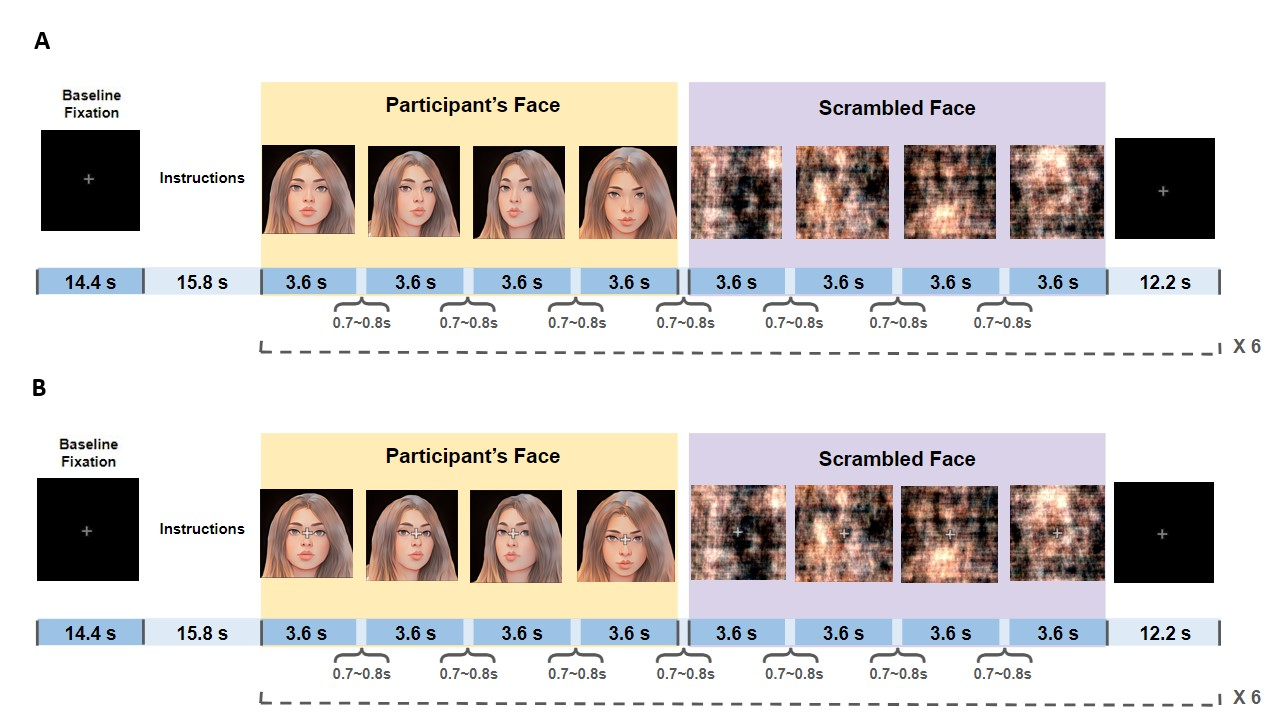 A
Baseline
Fixation
Instructions
Participant's Face
Scrambled Face
14.4 s
15.8 s
3.6 s
3.6 s
3.6 s
3.6 s
3.6 s
3.6 s
3.6 s
3.6 s
12.2 s
0.7~0.8s
0.7~0.8s
0.7~0.8s
0.7~0.8s
0.7~0.8s
0.7~0.8s
0.7~0.8s
X 6
B
Baseline
Fixation
Instructions
Participant's Face
Scrambled Face
14.4 s
15.8 s
3.6 s
3.6 s
3.6 s
3.6 s
3.6 s
3.6 s
3.6 s
3.6 s
12.2 s
0.7~0.8s
0.7~0.8s
0.7~0.8s
0.7~0.8s
0.7~0.8s
0.7~0.8s
0.7~0.8s
X 6